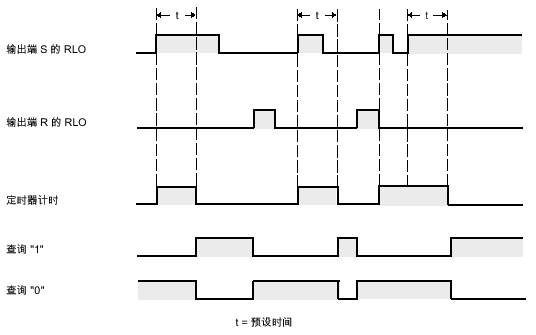 t t t
输出端 S 的 RLO
输出端 R 的 RLO
定时器计时
查询 "1"
查询 "0"
t = 预设时间